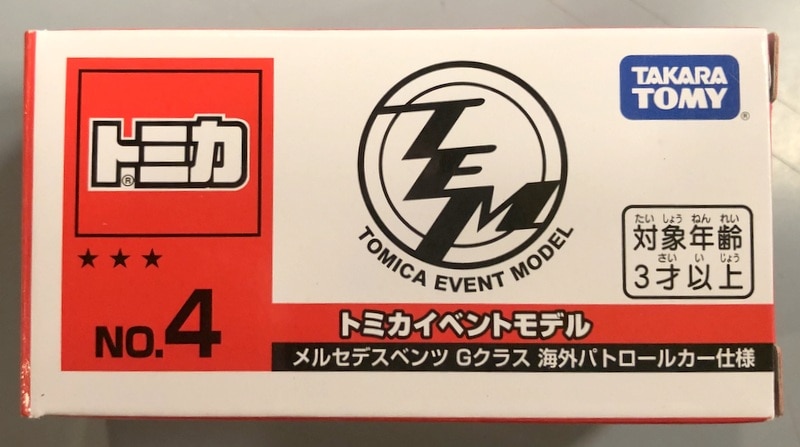 トミカ®
★★★
NO.4
TEM
TOMICA EVENT MODEL
TAKARA
TOMY®
たいしょうねんれい
対象年齢
さいいじょう
3才以上
トミカイベントモデル
メルセデスベンツ Gクラス 海外パトロールカー仕様